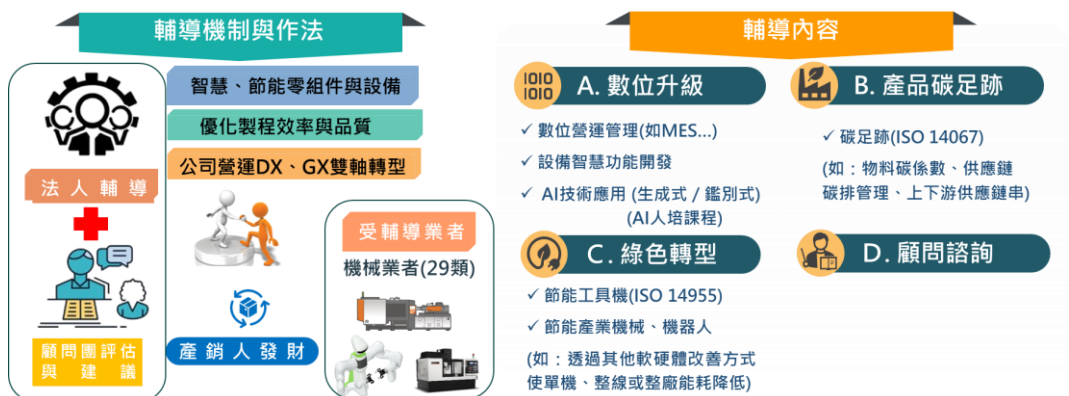 輔導機制與作法
法人輔導
顧問團評估
與建議
智慧、節能零組件與設備
優化製程效率與品質
公司營運DX、GX雙軸轉型
產銷人發財
受輔導業者
機械業者(29類)
輔導內容
1010
1010
A. 數位升級
✓ 數位營運管理(如MES...)
✓ 設備智慧功能開發
✓ AI技術應用 (生成式 / 鑑別式)
(AI人培課程)
B. 產品碳足跡
✓ 碳足跡(ISO 14067)
(如：物料碳係數、供應鏈
碳排管理、上下游供應鏈串)
C. 綠色轉型
✓ 節能工具機(ISO 14955)
✓ 節能產業機械、機器人
(如：透過其他軟硬體改善方式
使單機、整線或整廠能耗降低)
D. 顧問諮詢